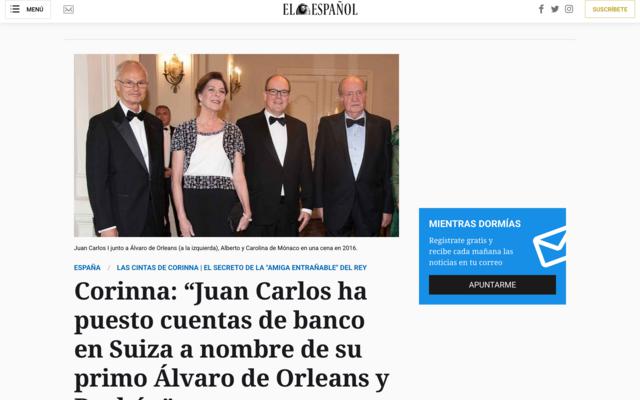 MENÚ
EL ESPAÑOL
SUSCRÍBETE
Juan Carlos I junto a Álvaro de Orleans (a la izquierda), Alberto y Carolina de Mónaco en una cena en 2016.
ESPAÑA / LAS CINTAS DE CORINNA | EL SECRETO DE LA "AMIGA ENTRAÑABLE" DEL REY
Corinna: “Juan Carlos ha
puesto cuentas de banco
en Suiza a nombre de su
primo Álvaro de Orleans y
MIENTRAS DORMÍAS
Regístrate gratis y
recibe cada mañana las
noticias en tu correo
APUNTARME